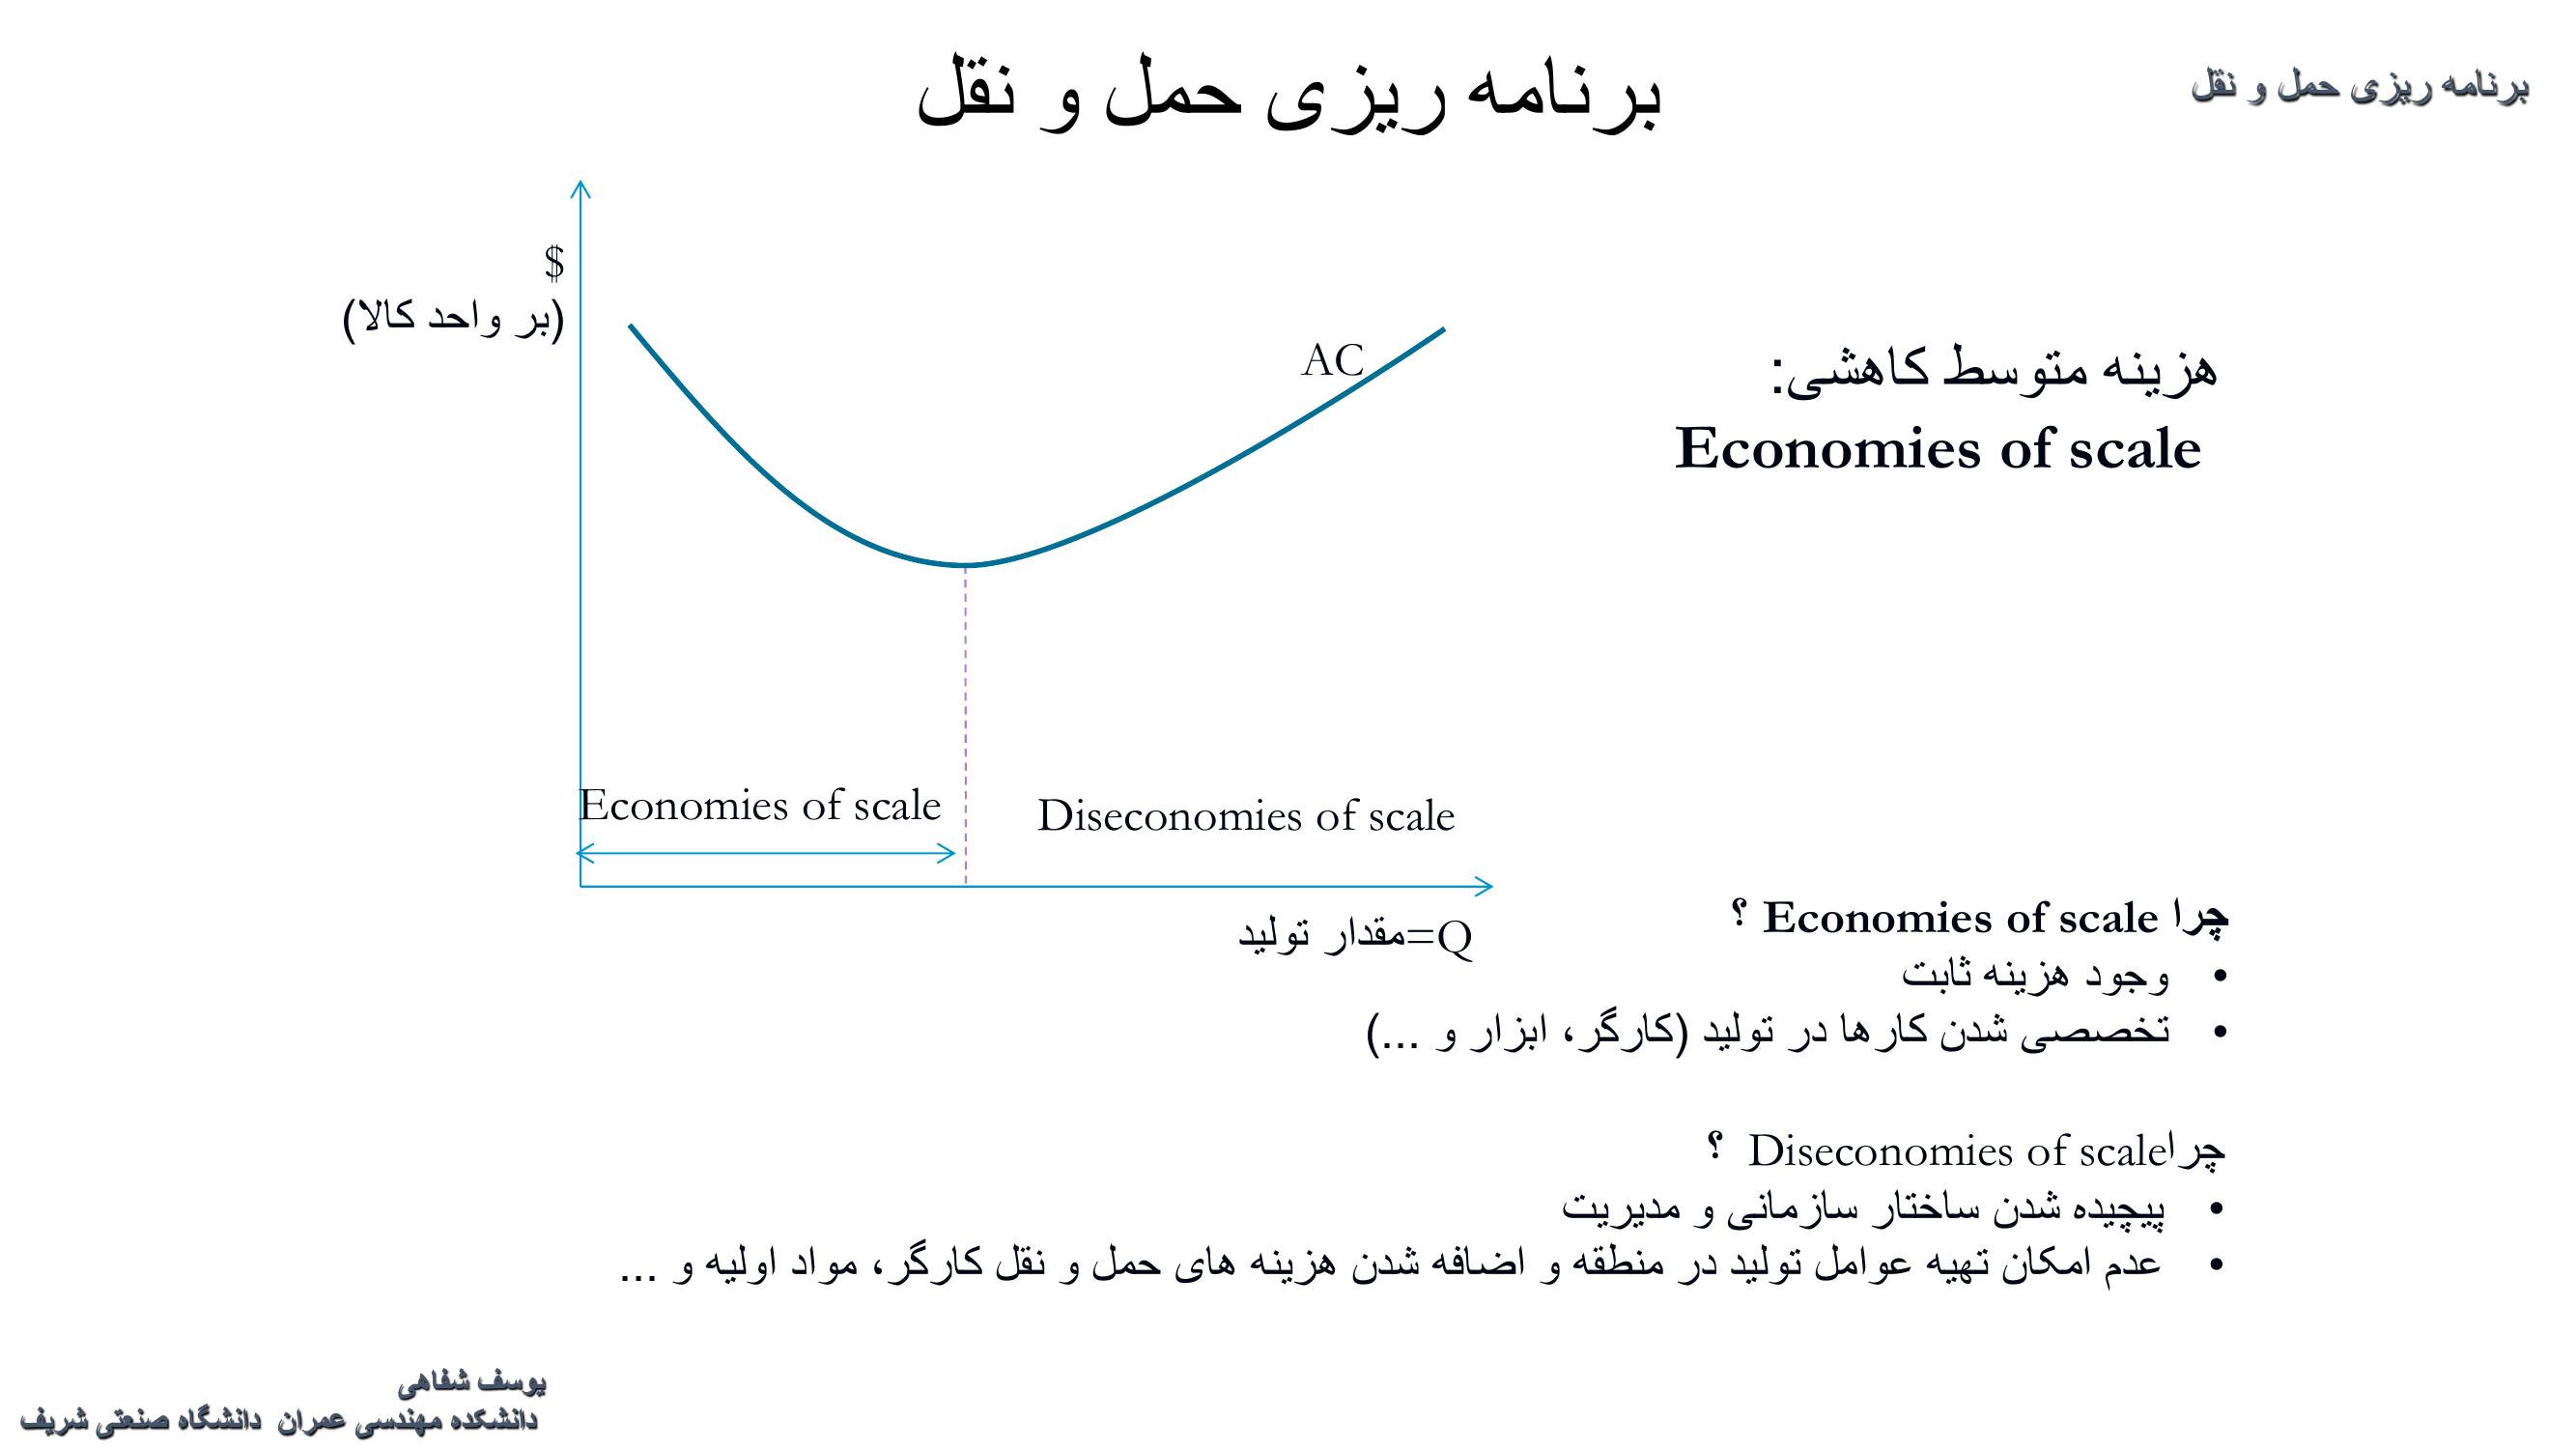 برنامه ریزی حمل و نقل
برنامه ریزی حمل و نقل
$
(بر واحد کالا)
AC
هزینه متوسط کاهشی:
Economies of scale
Economies of scale
Diseconomies of scale
Q=مقدار تولید
چرا Economies of scale ؟
• وجود هزینه ثابت
• تخصصی شدن کارها در تولید (کارگر، ابزار و ...)
چراDiseconomies of scale ؟
• پیچیده شدن ساختار سازمانی و مدیریت
• عدم امکان تهیه عوامل تولید در منطقه و اضافه شدن هزینه های حمل و نقل کارگر، مواد اولیه و ...
یوسف شفاهی
دانشکده مهندسی عمران دانشگاه صنعتی شریف